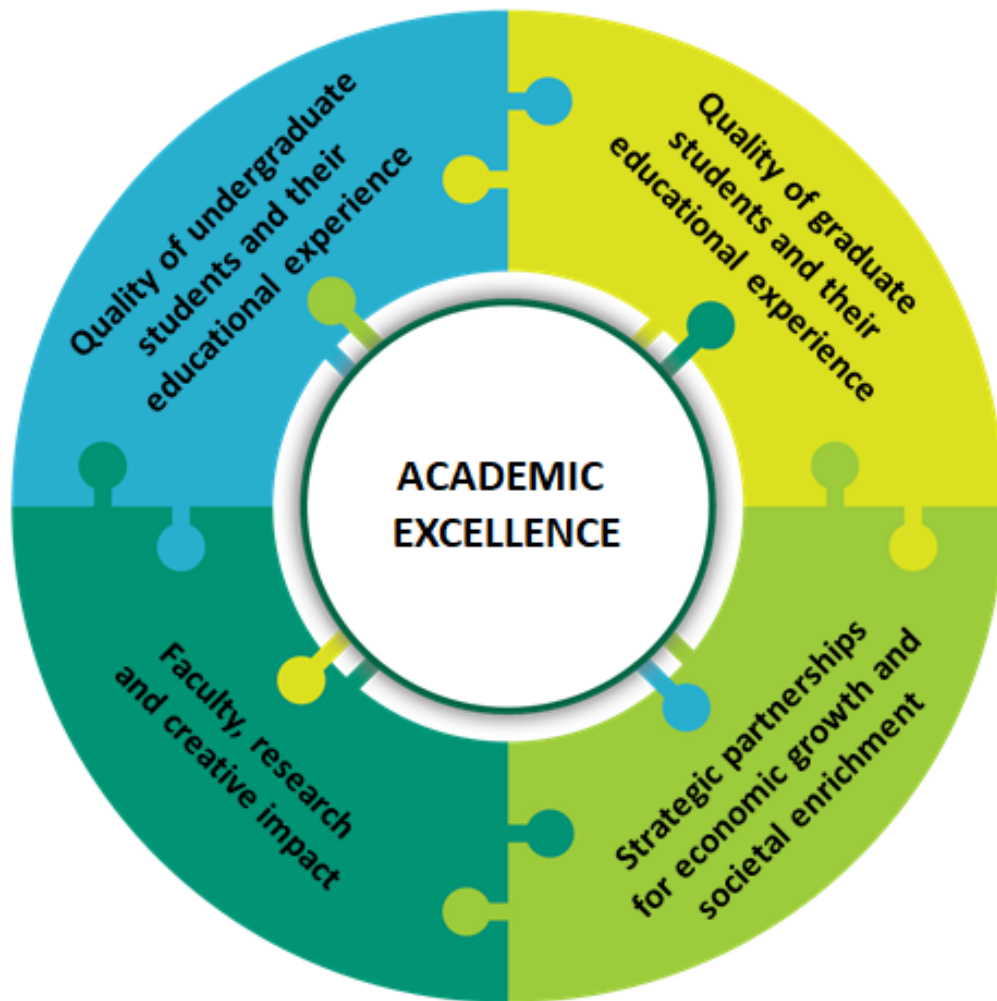 Quality of undergraduate
students and their
educational experience
Quality of graduate
students and their
educational experience
ACADEMIC
EXCELLENCE
Faculty, research
and creative impact
Strategic partnerships
for economic growth and
societal enrichment